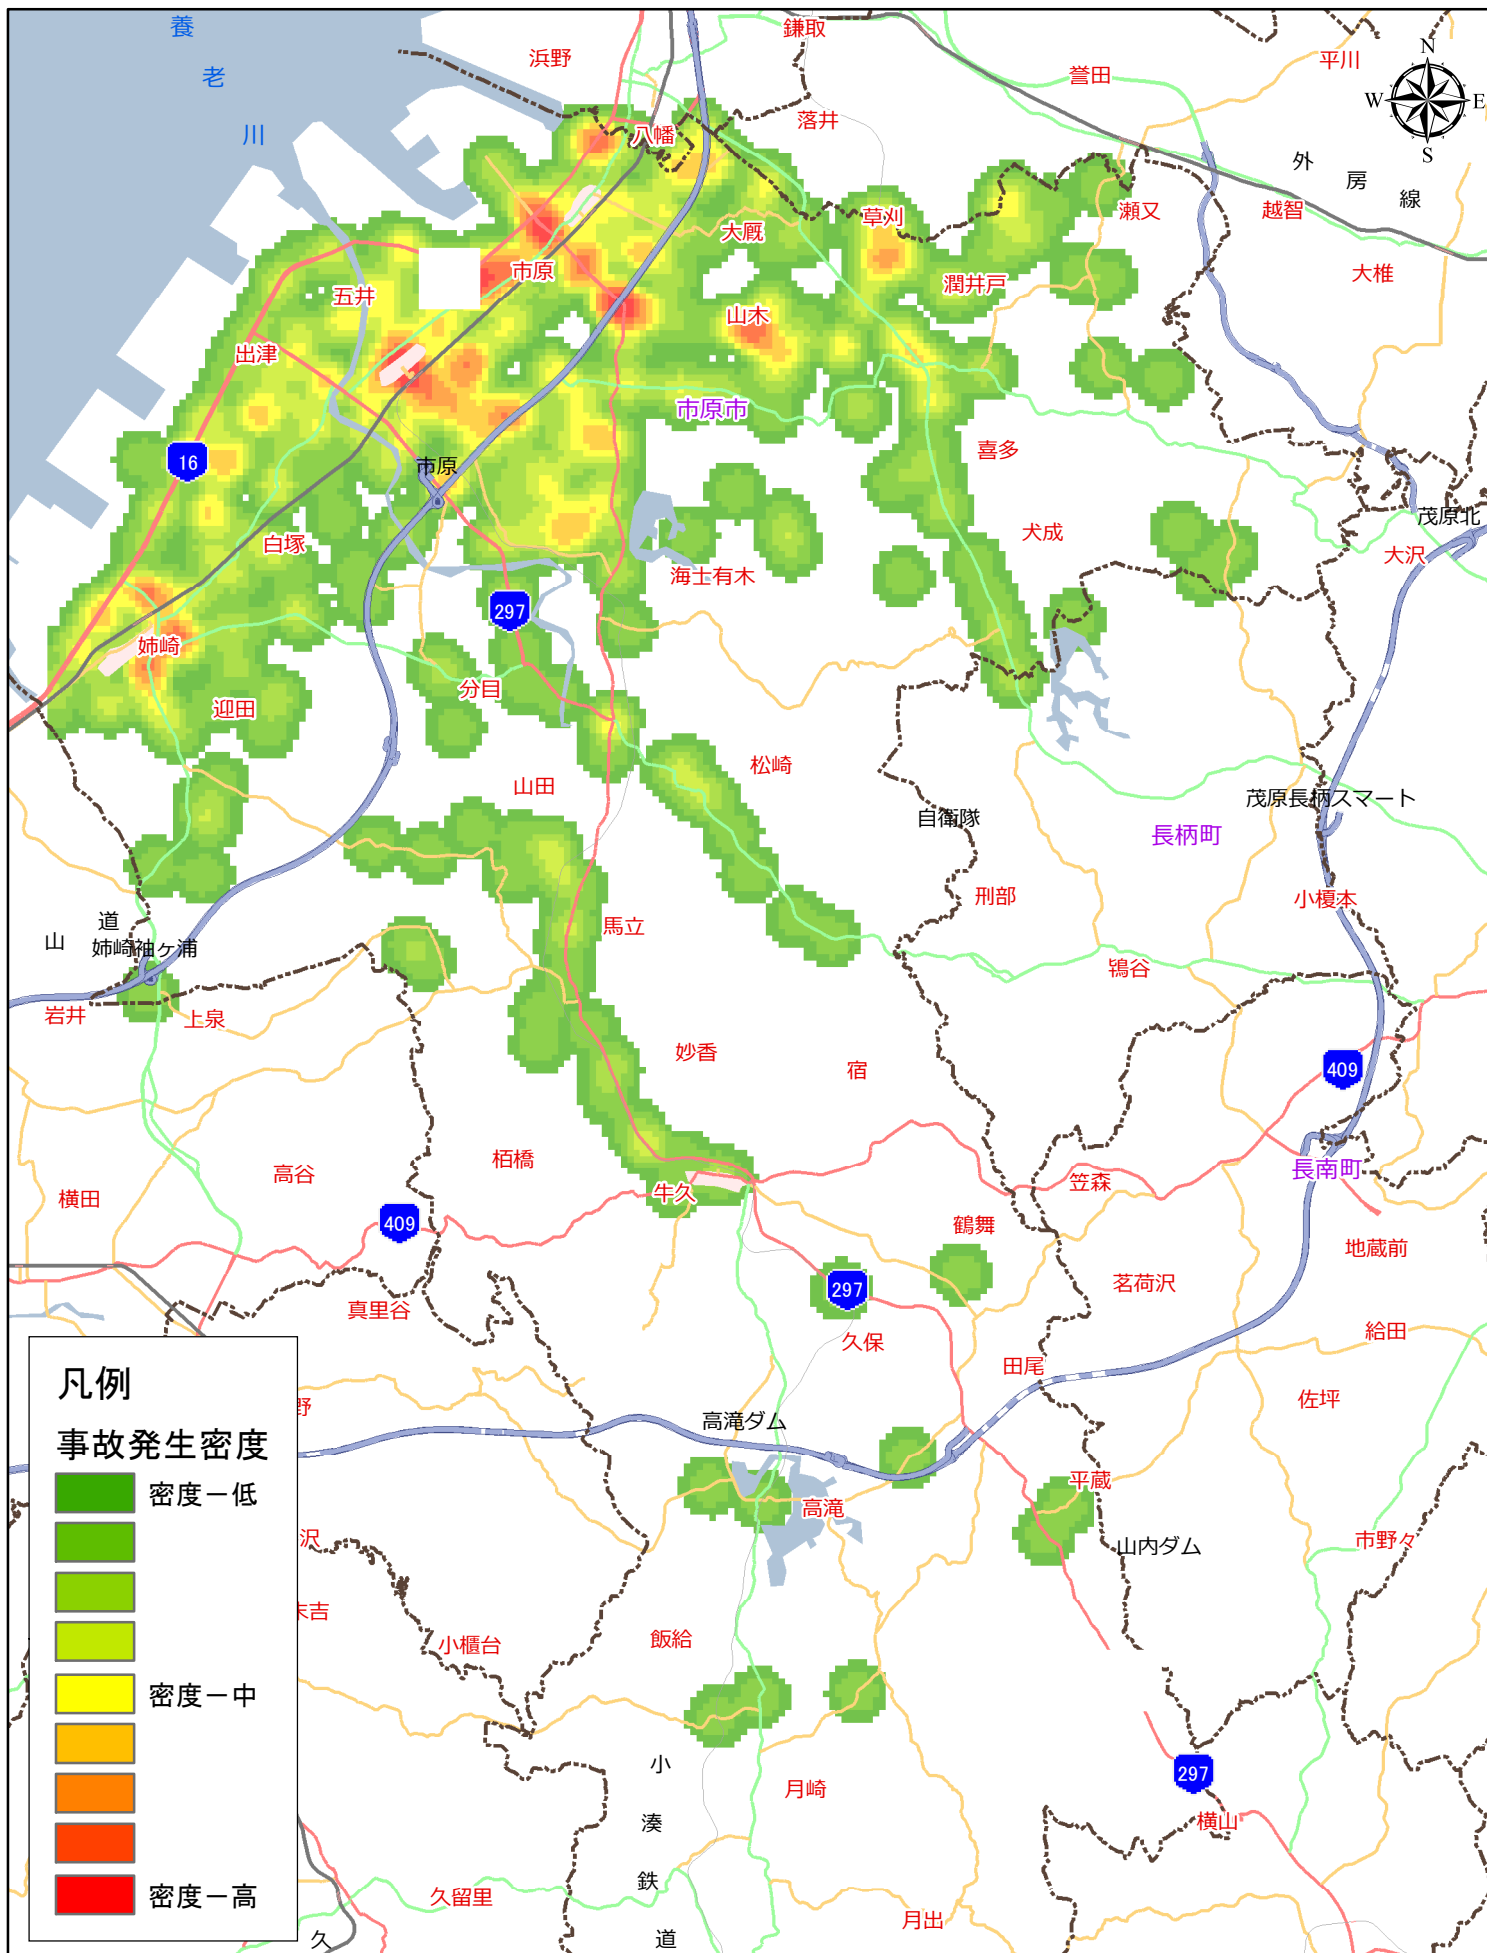 養
老
川
浜野
鎌取
誉田
平川
N
W
E
S
八幡
落井
外
房
線
草刈
瀬又
越智
大厩
市原
潤井戸
大椎
五井
山木
出津
市原市
16
市原
喜多
茂原北
犬成
大沢
白塚
海士有木
297
姉崎
分目
迎田
松崎
山田
自衛隊
茂原長柄スマート
長柄町
刑部
小榎本
道
山
姉崎袖ヶ浦
馬立
鴇谷
岩井
上泉
妙香
宿
409
高谷
栢橋
長南町
横田
牛久
笠森
409
鶴舞
地蔵前
297
茗荷沢
真里谷
久保
給田
田尾
佐坪
野
高滝ダム
平蔵
高滝
山内ダム
市野々
沢
末吉
小櫃台
飯給
小
湊
鉄
道
月崎
297
横山
久留里
月出
久
凡例
事故発生密度
密度－低
密度－中
密度－高